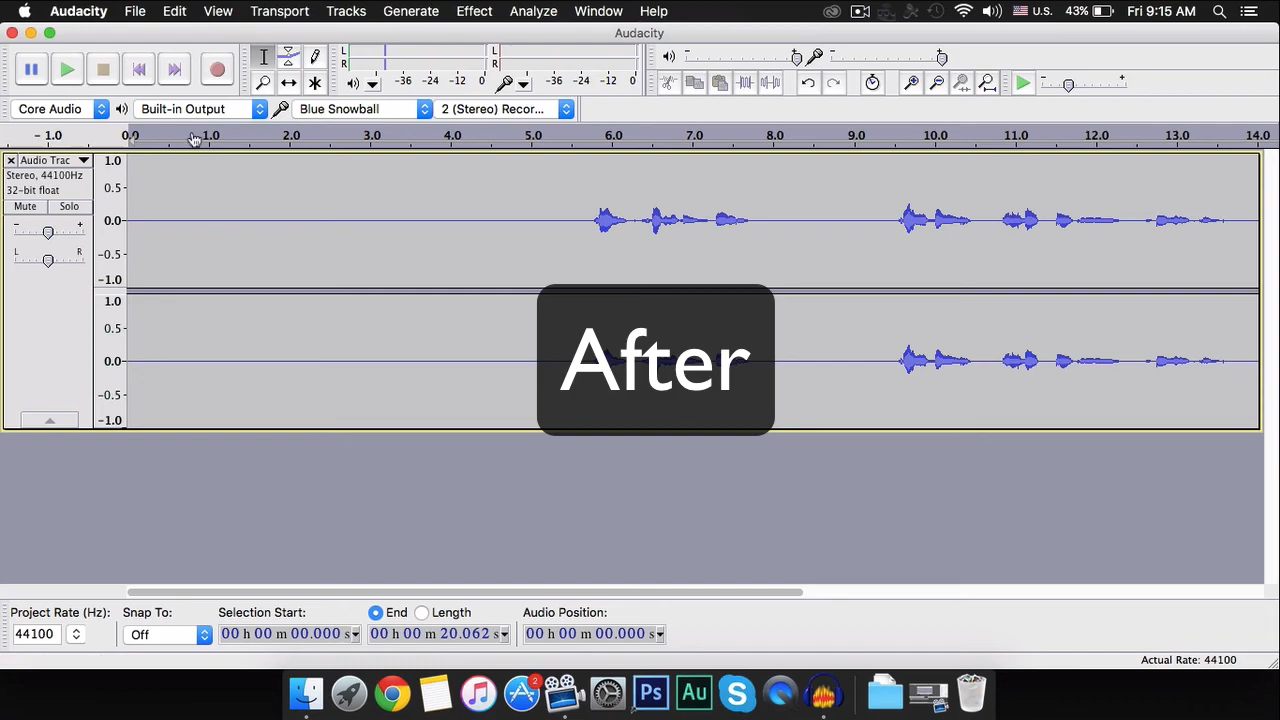 Audacity File Edit View Transport Tracks Generate Effect Analyze Window Help U.S. 43% Fri 9:15 AM
Audacity
L R -36 -24 -12 0 L R -36 -24 -12 0
Core Audio Built-in Output Blue Snowball 2 (Stereo) Recor...
- 1.0 0.0 1.0 2.0 3.0 4.0 5.0 6.0 7.0 8.0 9.0 10.0 11.0 12.0 13.0 14.0
Audio Trac
Stereo, 44100Hz
32-bit float
Mute Solo
- +
L R
1.0
0.5
0.0
-0.5
-1.0
1.0
0.5
0.0
-0.5
-1.0
After
Project Rate (Hz): Snap To: Selection Start: End Length Audio Position:
44100 Off 00 h 00 m 00.000 s 00 h 00 m 20.062 s 00 h 00 m 00.000 s
Actual Rate: 44100
2 Ps Au S